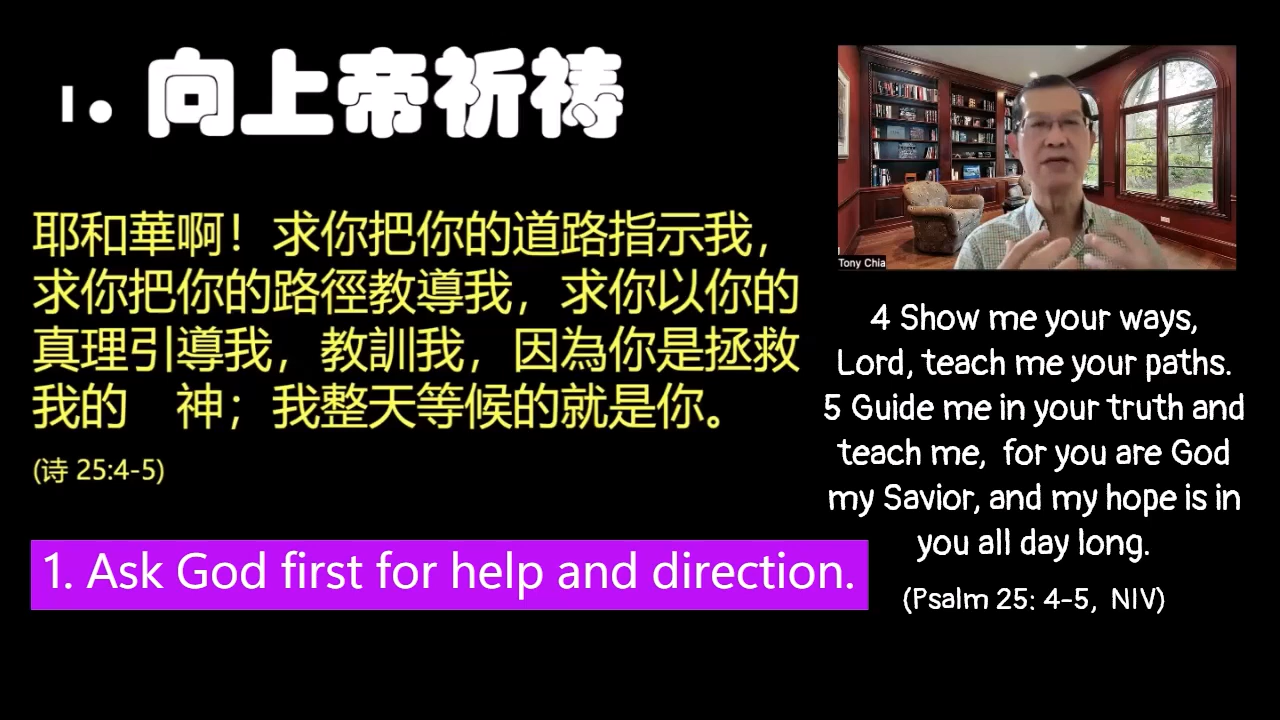 1. 向上帝祈祷
耶和華啊！求你把你的道路指示我，
求你把你的路徑教導我，求你以你的
真理引導我，教訓我，因為你是拯救
我的　神；我整天等候的就是你。
(诗 25:4-5)
1. Ask God first for help and direction.
Tony Chia
4 Show me your ways,
Lord, teach me your paths.
5 Guide me in your truth and
teach me, for you are God
my Savior, and my hope is in
you all day long.
(Psalm 25: 4-5, NIV)